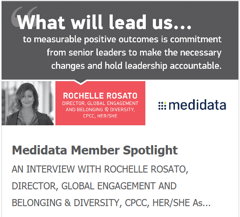 “What will lead us...
to measurable positive outcomes is commitment
from senior leaders to make the necessary
changes and hold leadership accountable.
ROCHELLE ROSATO
DIRECTOR, GLOBAL ENGAGEMENT
AND BELONGING & DIVERSITY,
CPCC, HER/SHE
medidata
Medidata Member Spotlight
AN INTERVIEW WITH ROCHELLE ROSATO,
DIRECTOR, GLOBAL ENGAGEMENT AND
BELONGING & DIVERSITY, CPCC, HER/SHE As...